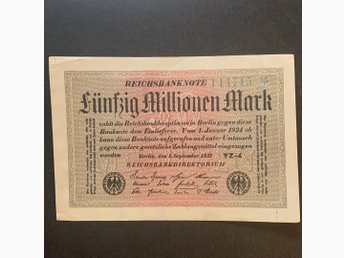 REICHSBANKNOTE
Fünfzig Millionen Mark
zahlt die Reichsbankhauptkasse in Berlin gegen diese
Banknote dem Einlieferer. Vom 1. Januar 1924 ab
kann diese Banknote aufgerufen und unter Umtausch
gegen andere gesetzliche Zahlungsmittel eingezogen
werden
Berlin, den 1. September 1923
VZ-4
REICHSBANKDIREKTORIUM